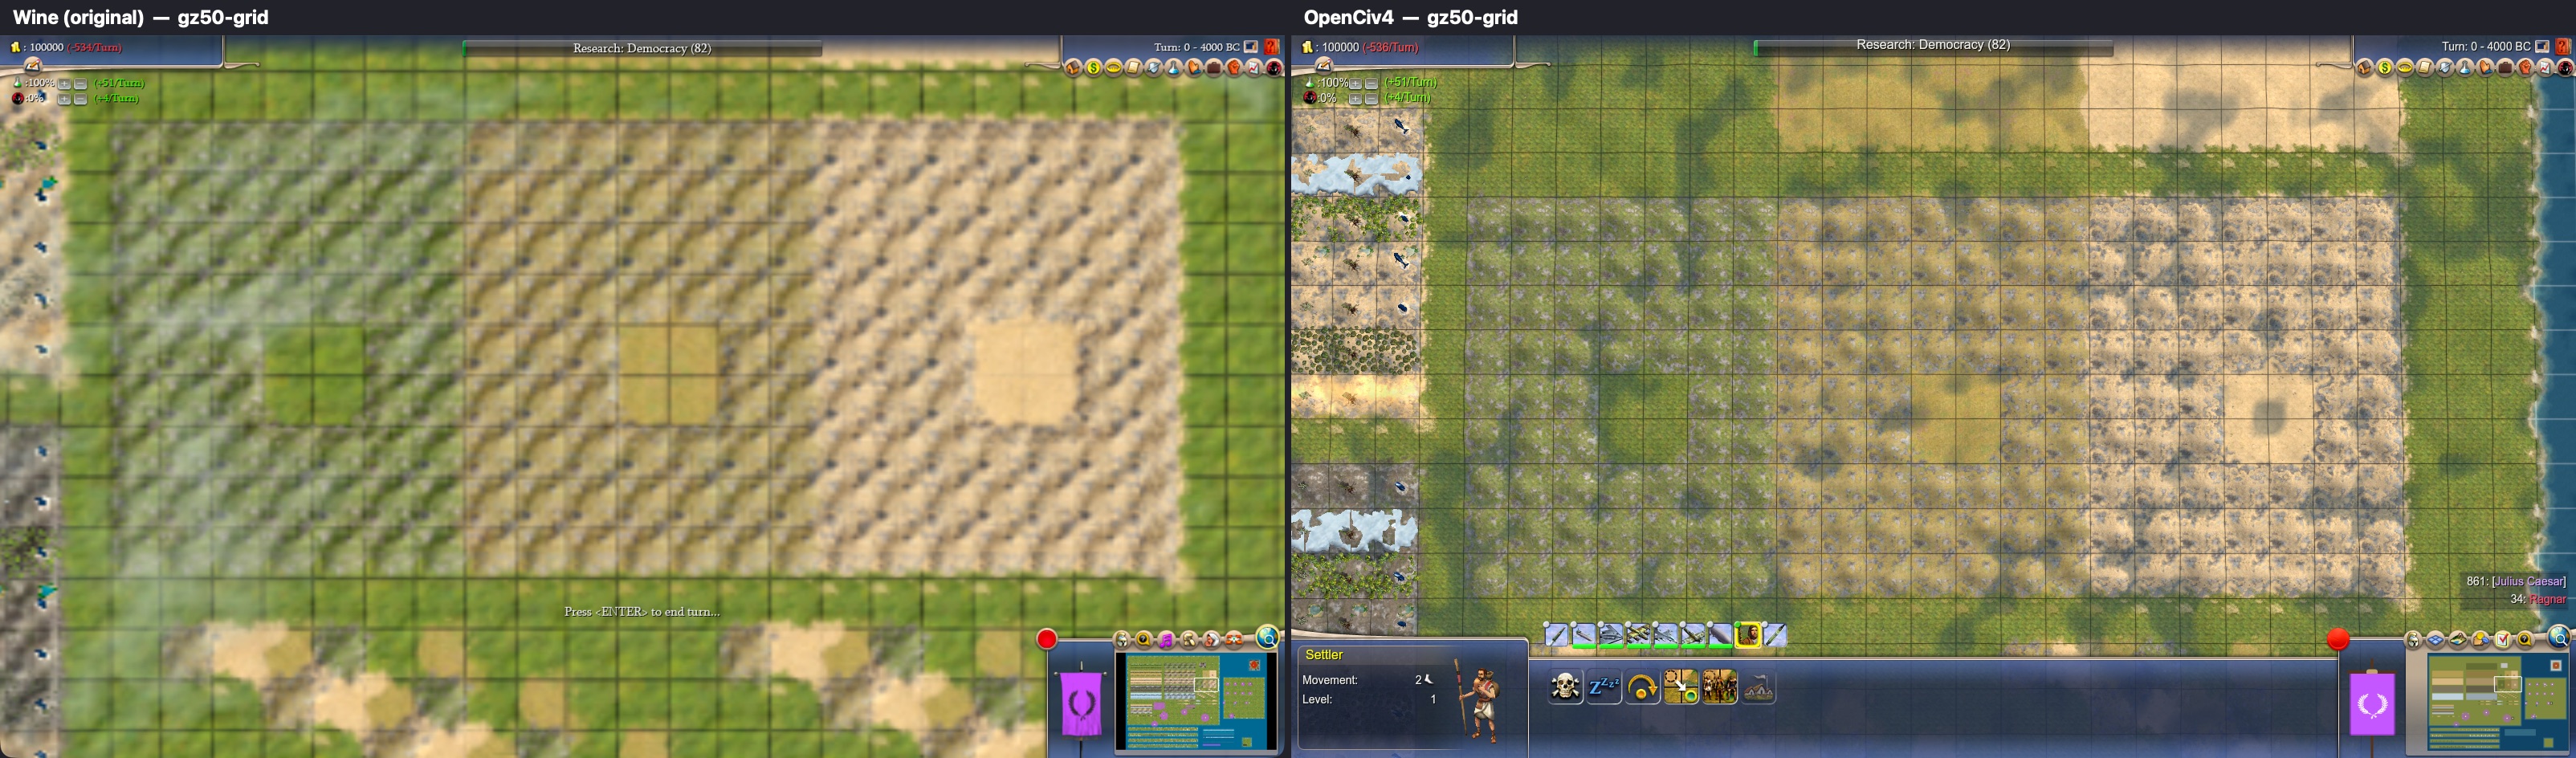 Wine (original) — gz50-grid
: 100000 (-534/Turn)
Research: Democracy (82)
Turn: 0 - 4000 BC
:100% (+51/Turn)
:0% (+4/Turn)
Press <ENTER> to end turn...
OpenCiv4 — gz50-grid
: 100000 (-536/Turn)
Research: Democracy (82)
Turn: 0 - 4000 BC
:100% (+51/Turn)
:0% (+4/Turn)
861: [Julius Caesar]
34: Ragnar
Settler
Movement: 2
Level: 1